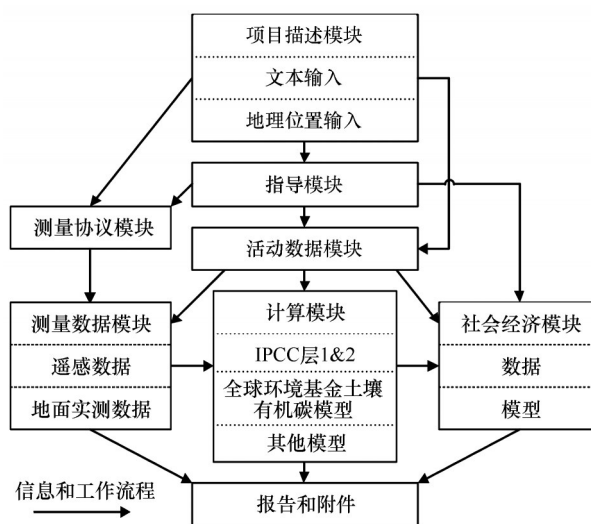 项目描述模块
文本输入
地理位置输入
指导模块
测量协议模块
活动数据模块
测量数据模块
遥感数据
地面实测数据
计算模块
IPCC层1&2
全球环境基金土壤
有机碳模型
其他模型
社会经济模块
数据
模型
信息和工作流程
报告和附件